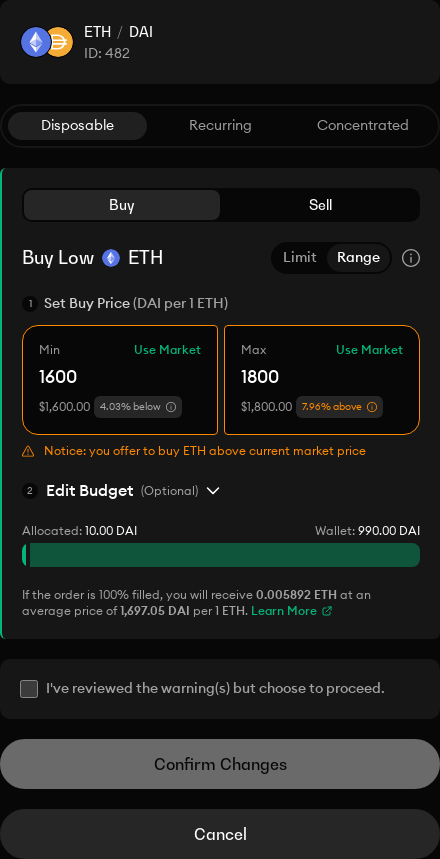 ETH / DAI
ID: 482
Disposable Recurring Concentrated
Buy Sell
Buy Low ETH Limit Range
1 Set Buy Price (DAI per 1 ETH)
Min Use Market Max Use Market
1600 1800
$1,600.00 4.03% below $1,800.00 7.96% above
Notice: you offer to buy ETH above current market price
2 Edit Budget (Optional)
Allocated: 10.00 DAI Wallet: 990.00 DAI
If the order is 100% filled, you will receive 0.005892 ETH at an
average price of 1,697.05 DAI per 1 ETH. Learn More
I've reviewed the warning(s) but choose to proceed.
Confirm Changes
Cancel